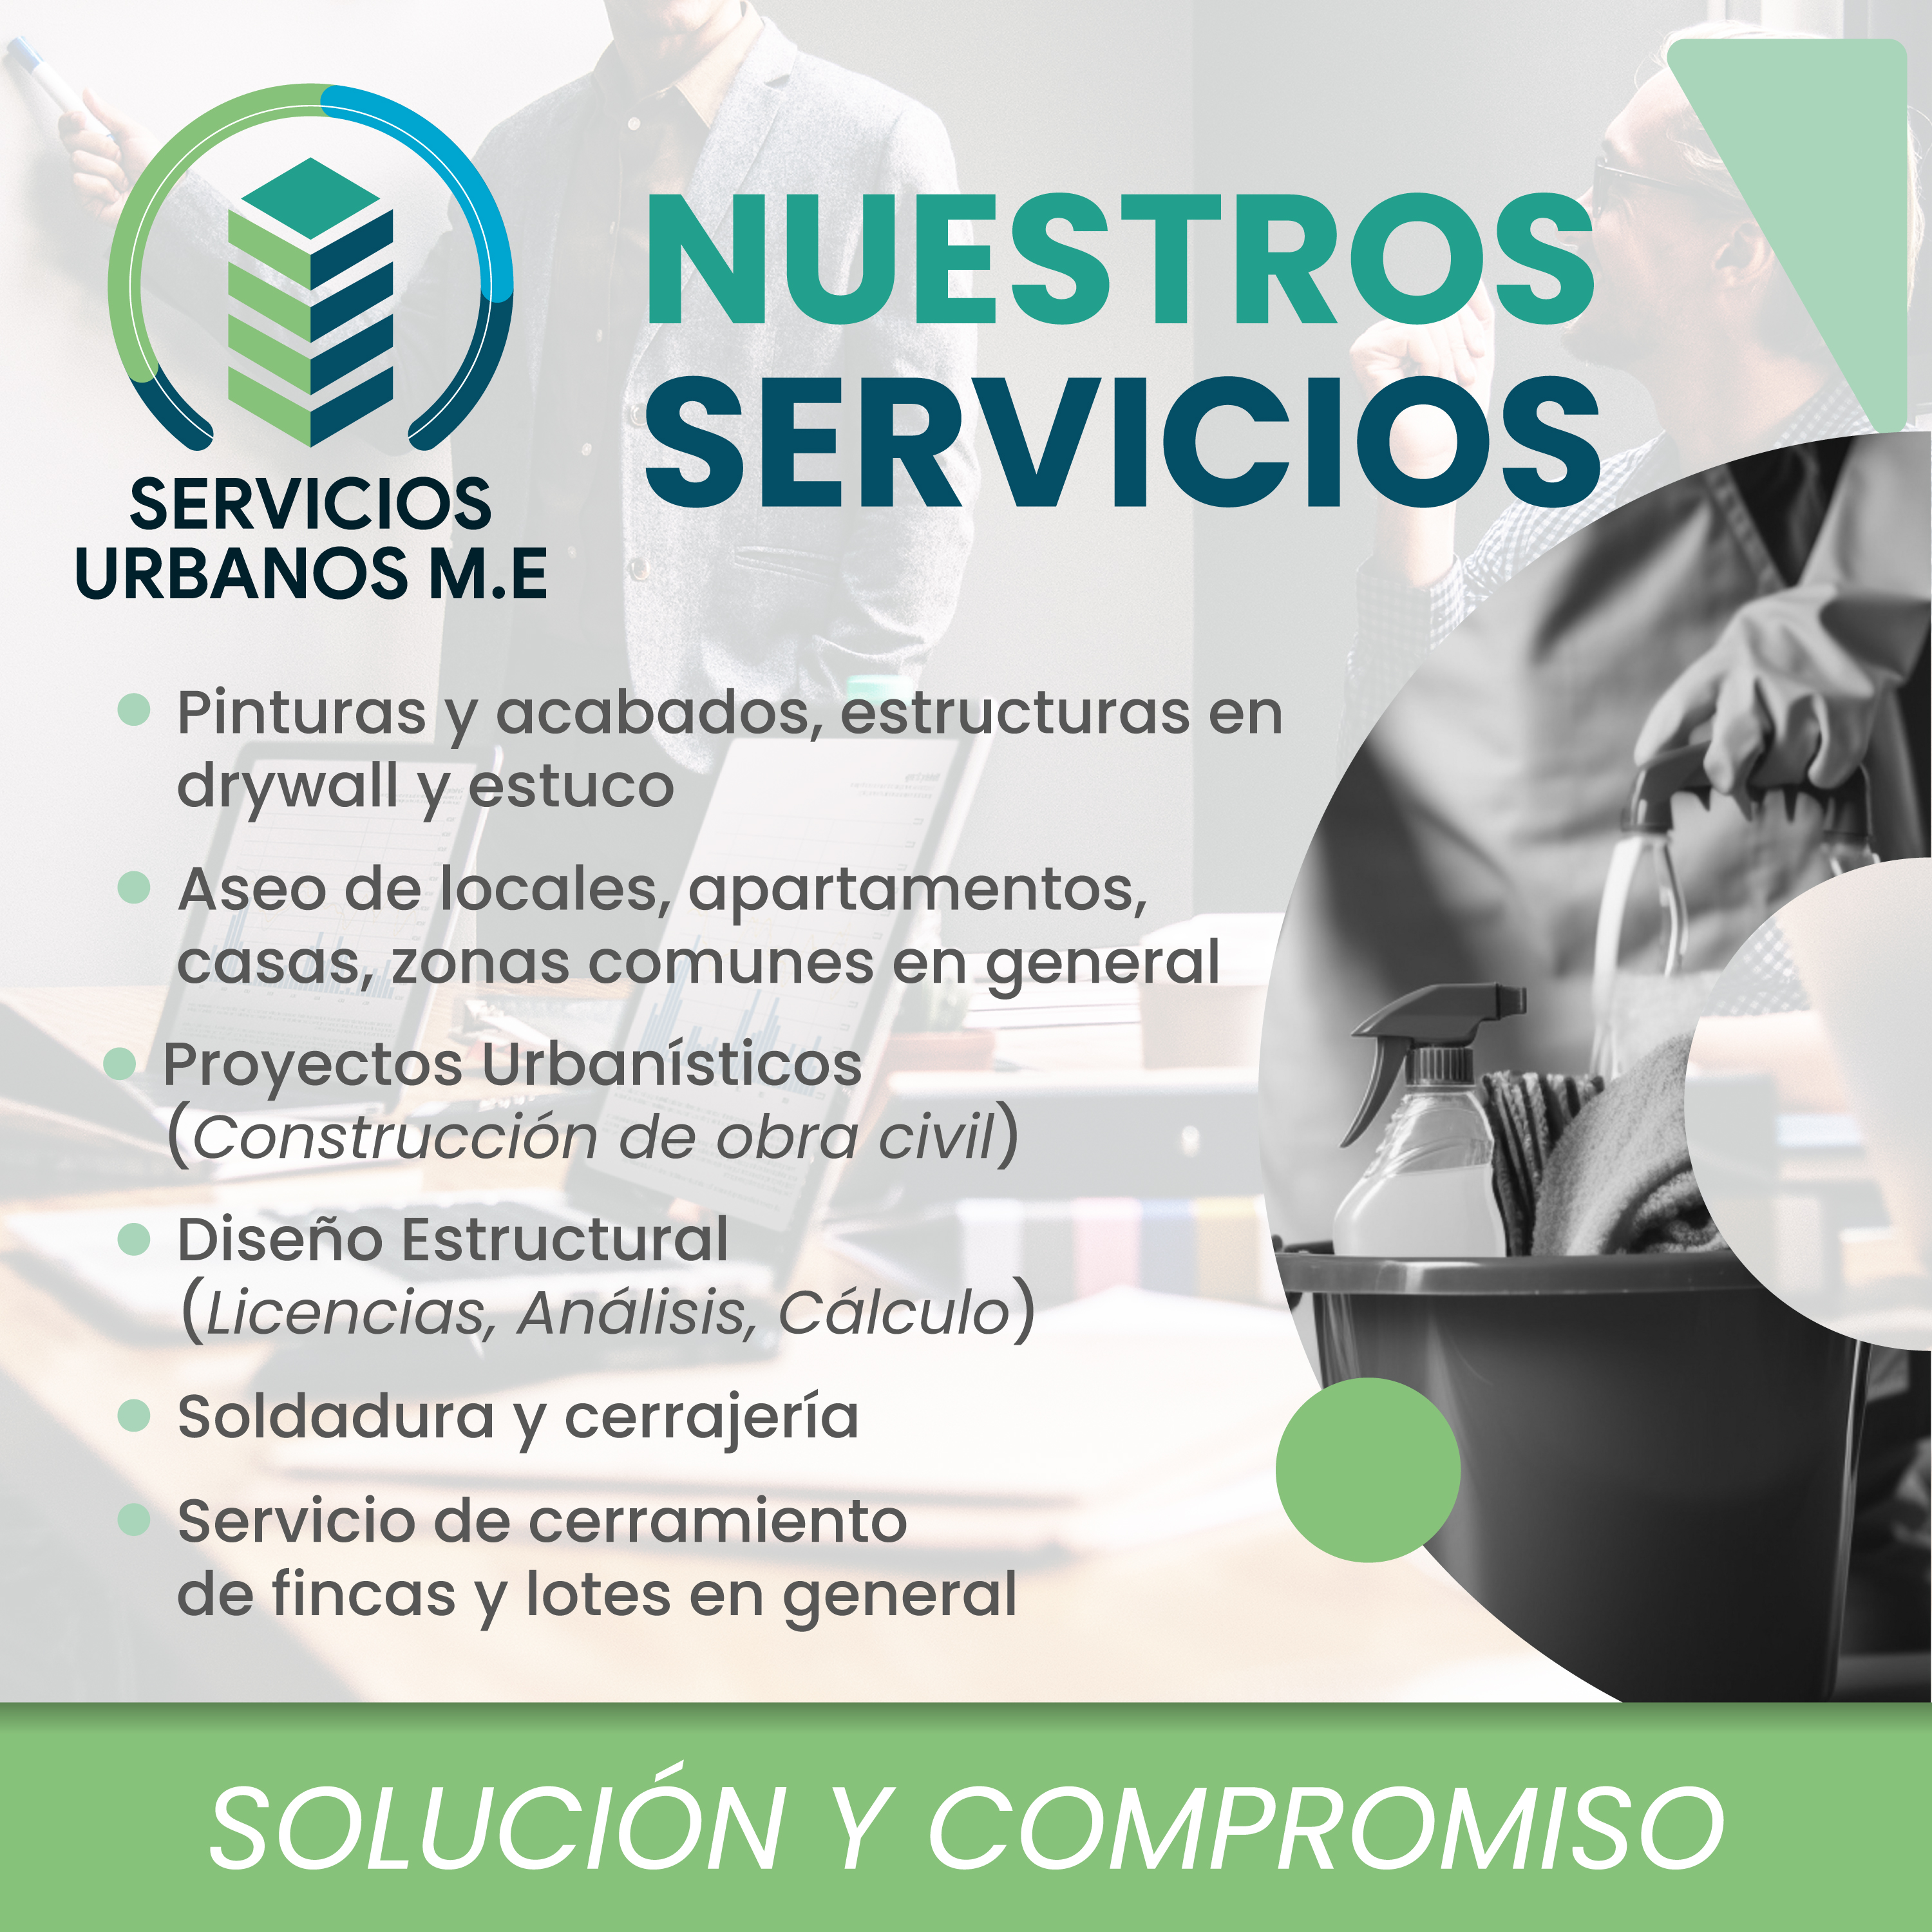 SERVICIOS
URBANOS M.E
NUESTROS
SERVICIOS
Pinturas y acabados, estructuras en
drywall y estuco
Aseo de locales, apartamentos,
casas, zonas comunes en general
Proyectos Urbanísticos
(Construcción de obra civil)
Diseño Estructural
(Licencias, Análisis, Cálculo)
Soldadura y cerrajería
Servicio de cerramiento
de fincas y lotes en general
SOLUCIÓN Y COMPROMISO